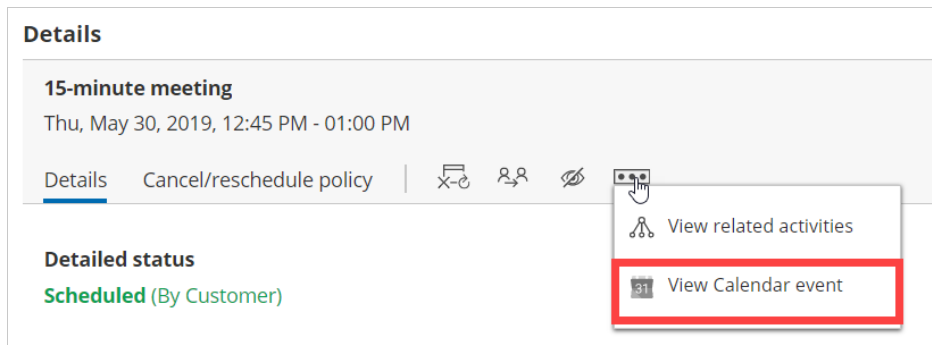 Details
15-minute meeting
Thu, May 30, 2019, 12:45 PM - 01:00 PM
Details Cancel/reschedule policy
View related activities
Detailed status
31 View Calendar event
Scheduled (By Customer)